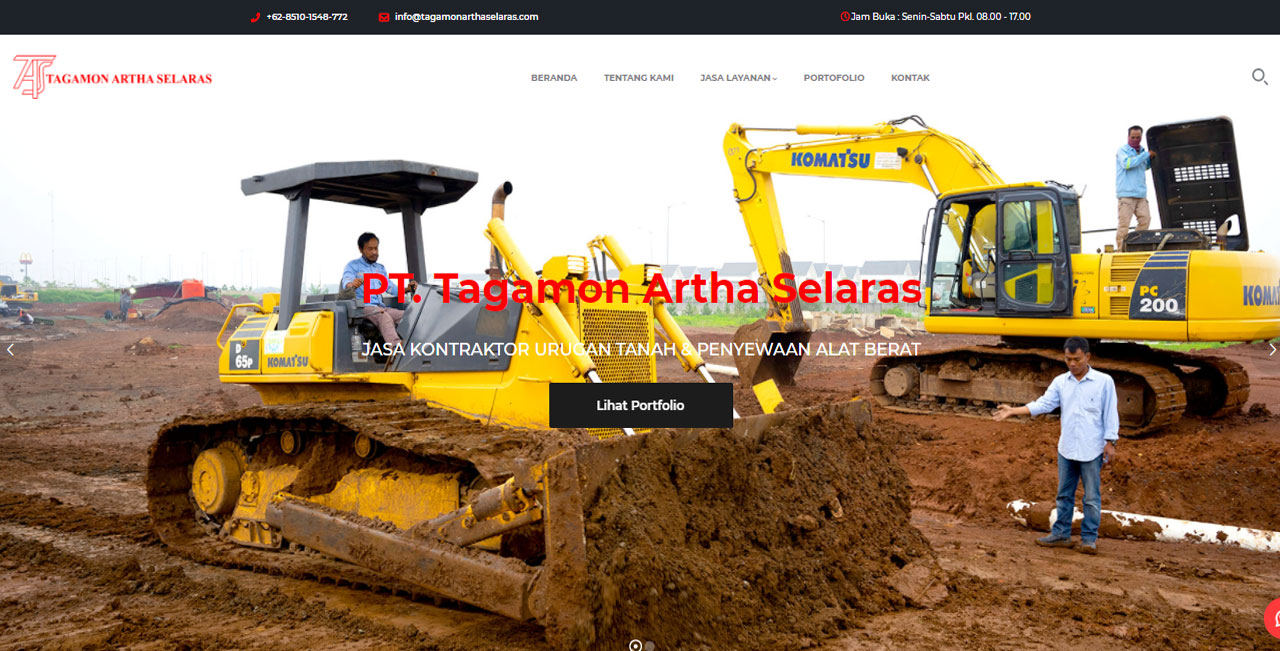 +62-8510-1548-772
info@tagamonarthaselaras.com
Jam Buka : Senin-Sabtu Pkl. 08.00 - 17.00
TAGAMON ARTHA SELARAS
BERANDA
TENTANG KAMI
JASA LAYANAN
PORTOFOLIO
KONTAK
KOMATSU
PC
200
KOMA
PT. Tagamon Artha Selaras
D
65P
KOMATSU
JASA KONTRAKTOR URUGAN TANAH & PENYEWAAN ALAT BERAT
Lihat Portfolio